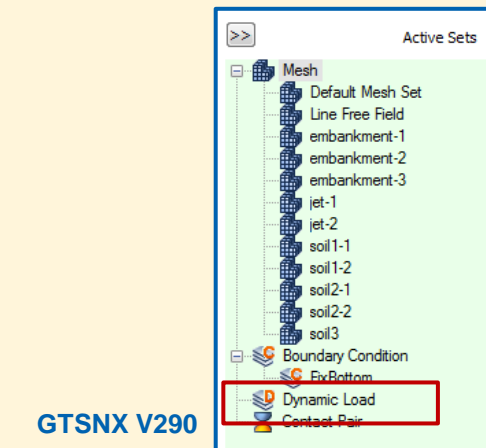 >>
Active Sets
Mesh
Default Mesh Set
Line Free Field
embankment-1
embankment-2
embankment-3
jet-1
jet-2
soil1-1
soil1-2
soil2-1
soil2-2
soil3
Boundary Condition
FixBottom
Dynamic Load
Contact Pair
GTSNX V290